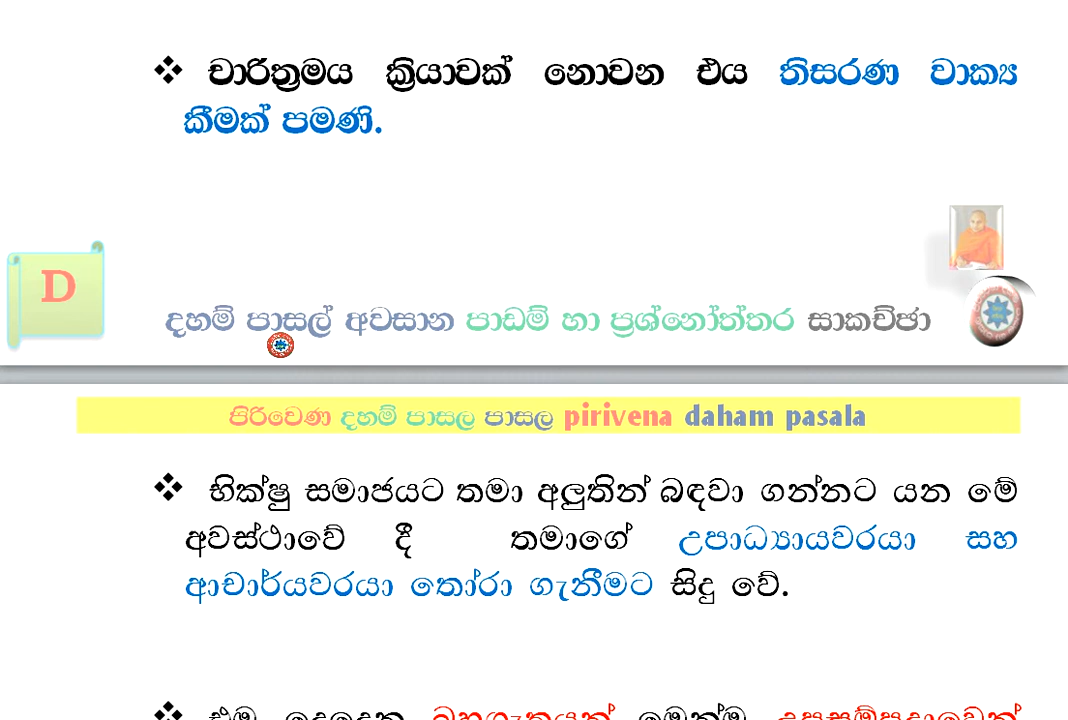 ❖ චාරිත්‍රමය ක්‍රියාවක් නොවන එය තිසරණ වාක්‍ය
කීමක් පමණි.
D
දහම් පාසල් අවසාන පාඩම් හා ප්‍රශ්නෝත්තර සාකච්ඡා
පිරිවෙණ දහම් පාසල පාසල pirivena daham pasala
❖ භික්ෂු සමාජයට තමා අලුතින් බඳවා ගන්නට යන මේ
අවස්ථාවේ දී තමාගේ උපාධ්‍යායවරයා සහ
ආචාර්යවරයා තෝරා ගැනීමට සිදු වේ.
❖ එම දෙදෙන මෙන්ම